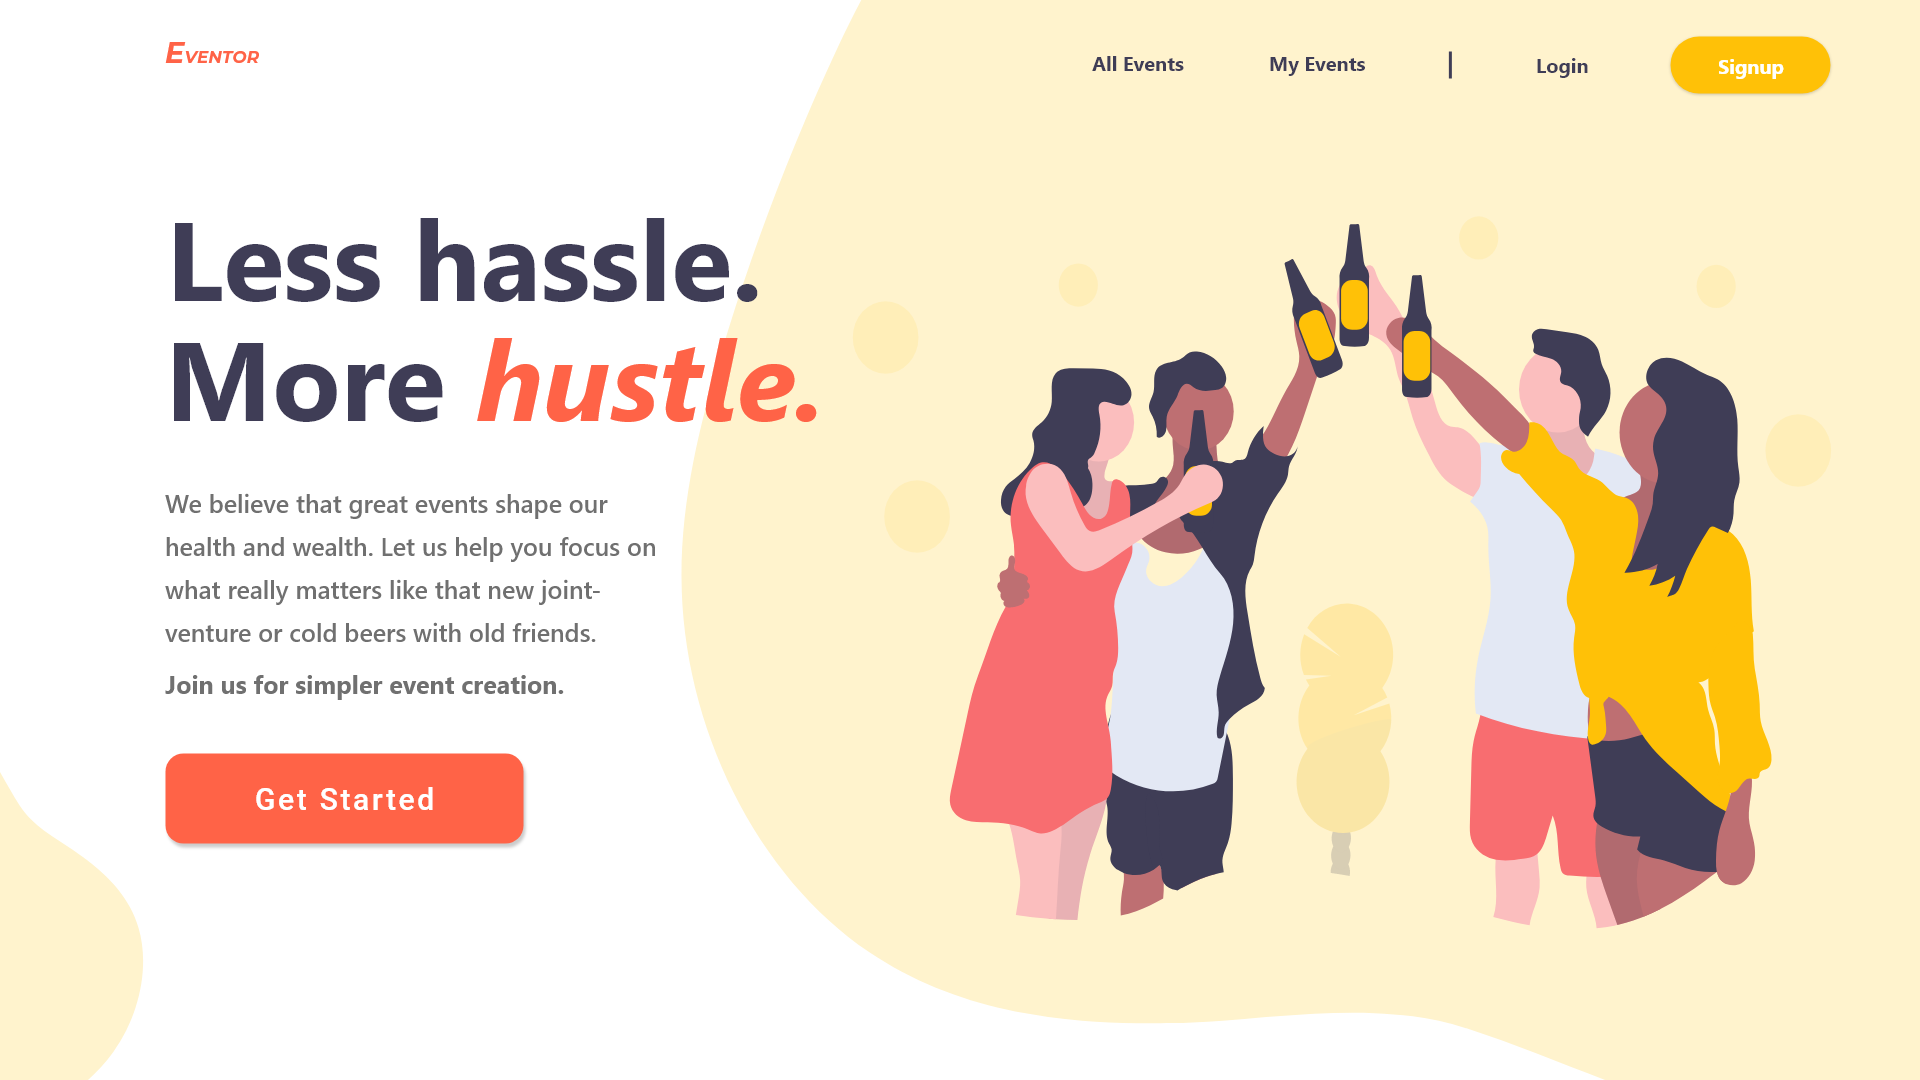 EVENTOR
All Events
My Events
|
Login
Signup
Less hassle.
More hustle.
We believe that great events shape our
health and wealth. Let us help you focus on
what really matters like that new joint-
venture or cold beers with old friends.
Join us for simpler event creation.
Get Started